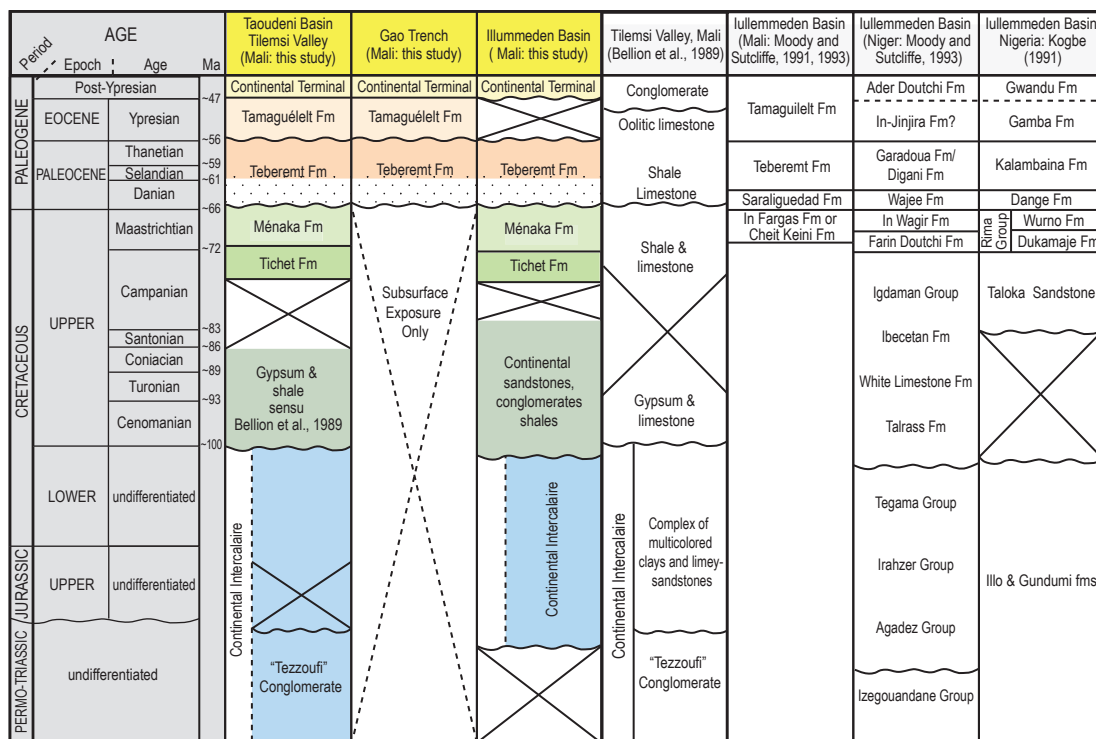 AGE
Period
Epoch
Age
Ma
Taoudeni Basin
Tilemsi Valley
(Mali: this study)
Gao Trench
(Mali: this study)
Illummeden Basin
( Mali: this study)
Tilemsi Valley, Mali
(Bellion et al., 1989)
Iullemmeden Basin
(Mali: Moody and
Sutcliffe, 1991, 1993)
Iullemmeden Basin
(Niger: Moody and
Sutcliffe, 1993)
Iullemmeden Basin
Nigeria: Kogbe
(1991)
PALEOGENE
Post-Ypresian
EOCENE
Ypresian
PALEOCENE
Thanetian
Selandian
Danian
CRETACEOUS
UPPER
Maastrichtian
Campanian
Santonian
Coniacian
Turonian
Cenomanian
LOWER
undifferentiated
JURASSIC
UPPER
undifferentiated
PERMO-TRIASSIC
undifferentiated
~47
~56
~59
~61
~66
~72
~83
~86
~89
~93
~100
Continental Terminal
Tamaguélelt Fm
Teberemt Fm
Ménaka Fm
Tichet Fm
Gypsum &
shale
sensu
Bellion et al., 1989
Continental Intercalaire
"Tezzoufi"
Conglomerate
Continental Terminal
Tamaguélelt Fm
Teberemt Fm
Subsurface
Exposure
Only
Continental Terminal
Teberemt Fm
Ménaka Fm
Tichet Fm
Continental
sandstones,
conglomerates
shales
Continental Intercalaire
Conglomerate
Oolitic limestone
Shale
Limestone
Shale &
limestone
Gypsum &
limestone
Continental Intercalaire
Complex of
multicolored
clays and limey-
sandstones
"Tezzoufi"
Conglomerate
Tamaguilelt Fm
Teberemt Fm
Saraliguedad Fm
In Fargas Fm or
Cheit Keini Fm
Ader Doutchi Fm
In-Jinjira Fm?
Garadoua Fm/
Digani Fm
Wajee Fm
In Wagir Fm
Farin Doutchi Fm
Igdaman Group
Ibecetan Fm
White Limestone Fm
Talrass Fm
Tegama Group
Irahzer Group
Agadez Group
Izegouandane Group
Gwandu Fm
Gamba Fm
Kalambaina Fm
Dange Fm
Rima
Group
Wurno Fm
Dukamaje Fm
Taloka Sandstone
Illo & Gundumi fms